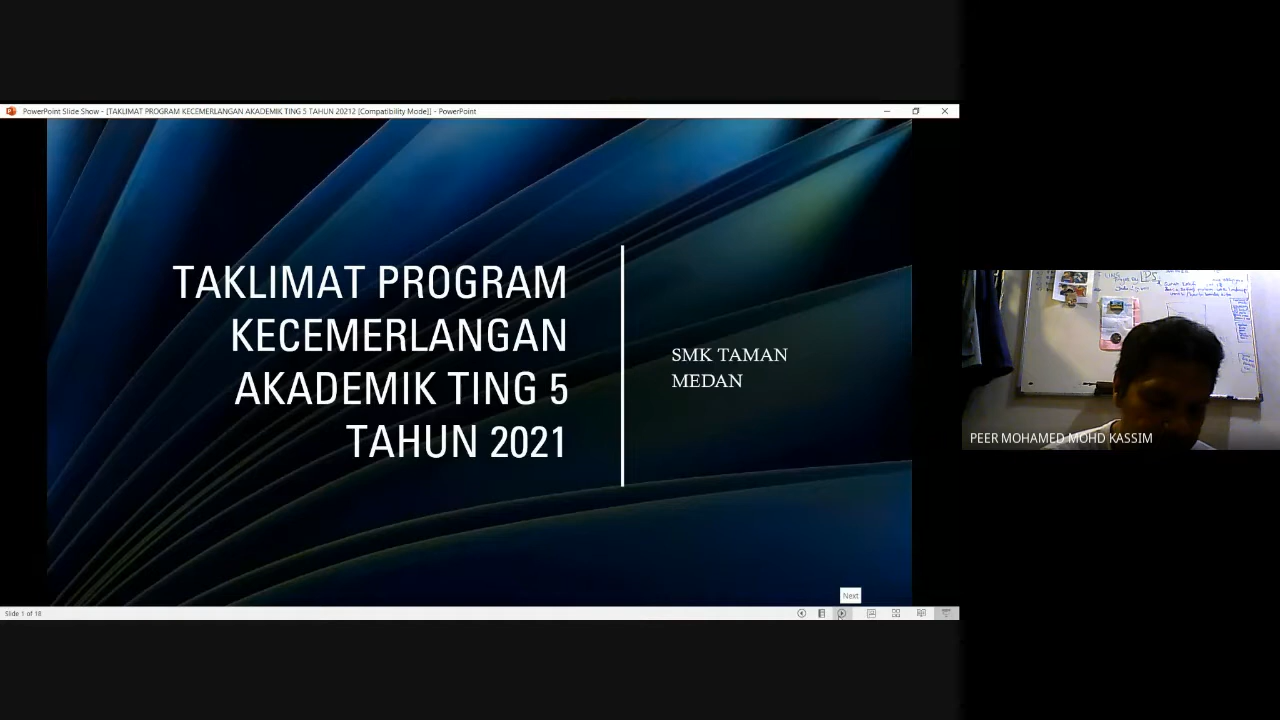 PowerPoint Slide Show - [TAKLIMAT PROGRAM KECEMERLANGAN AKADEMIK TING 5 TAHUN 20212 [Compatibility Mode]] - PowerPoint
TAKLIMAT PROGRAM
KECEMERLANGAN
AKADEMIK TING 5
TAHUN 2021
SMK TAMAN
MEDAN
PEER MOHAMED MOHD KASSIM
Next
Slide 1 of 18